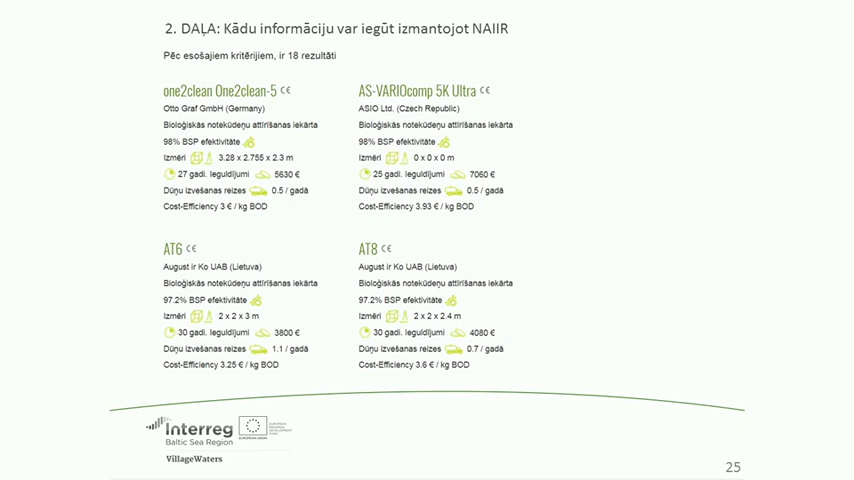 2. DAĻA: Kādu informāciju var iegūt izmantojot NAIIR
Pēc esošajiem kritērijiem, ir 18 rezultāti
one2clean One2clean-5 CE
Otto Graf GmbH (Germany)
Bioloģiskās notekūdeņu attīrīšanas iekārta
98% BSP efektivitāte
Izmēri 3.28 x 2.755 x 2.3 m
27 gadi. Ieguldījumi 5630 €
Dūņu izvešanas reizes 0.5 / gadā
Cost-Efficiency 3 € / kg BOD
AS-VARIOcomp 5K Ultra CE
ASIO Ltd. (Czech Republic)
Bioloģiskās notekūdeņu attīrīšanas iekārta
98% BSP efektivitāte
Izmēri 0 x 0 x 0 m
25 gadi. Ieguldījumi 7060 €
Dūņu izvešanas reizes 0.5 / gadā
Cost-Efficiency 3.93 € / kg BOD
AT6 CE
August ir Ko UAB (Lietuva)
Bioloģiskās notekūdeņu attīrīšanas iekārta
97.2% BSP efektivitāte
Izmēri 2 x 2 x 3 m
30 gadi. Ieguldījumi 3800 €
Dūņu izvešanas reizes 1.1 / gadā
Cost-Efficiency 3.25 € / kg BOD
AT8 CE
August ir Ko UAB (Lietuva)
Bioloģiskās notekūdeņu attīrīšanas iekārta
97.2% BSP efektivitāte
Izmēri 2 x 2 x 2.4 m
30 gadi. Ieguldījumi 4080 €
Dūņu izvešanas reizes 0.7 / gadā
Cost-Efficiency 3.6 € / kg BOD
Interreg
Baltic Sea Region
VillageWaters
EUROPEAN UNION
EUROPEAN
REGIONAL
DEVELOPMENT
FUND
25